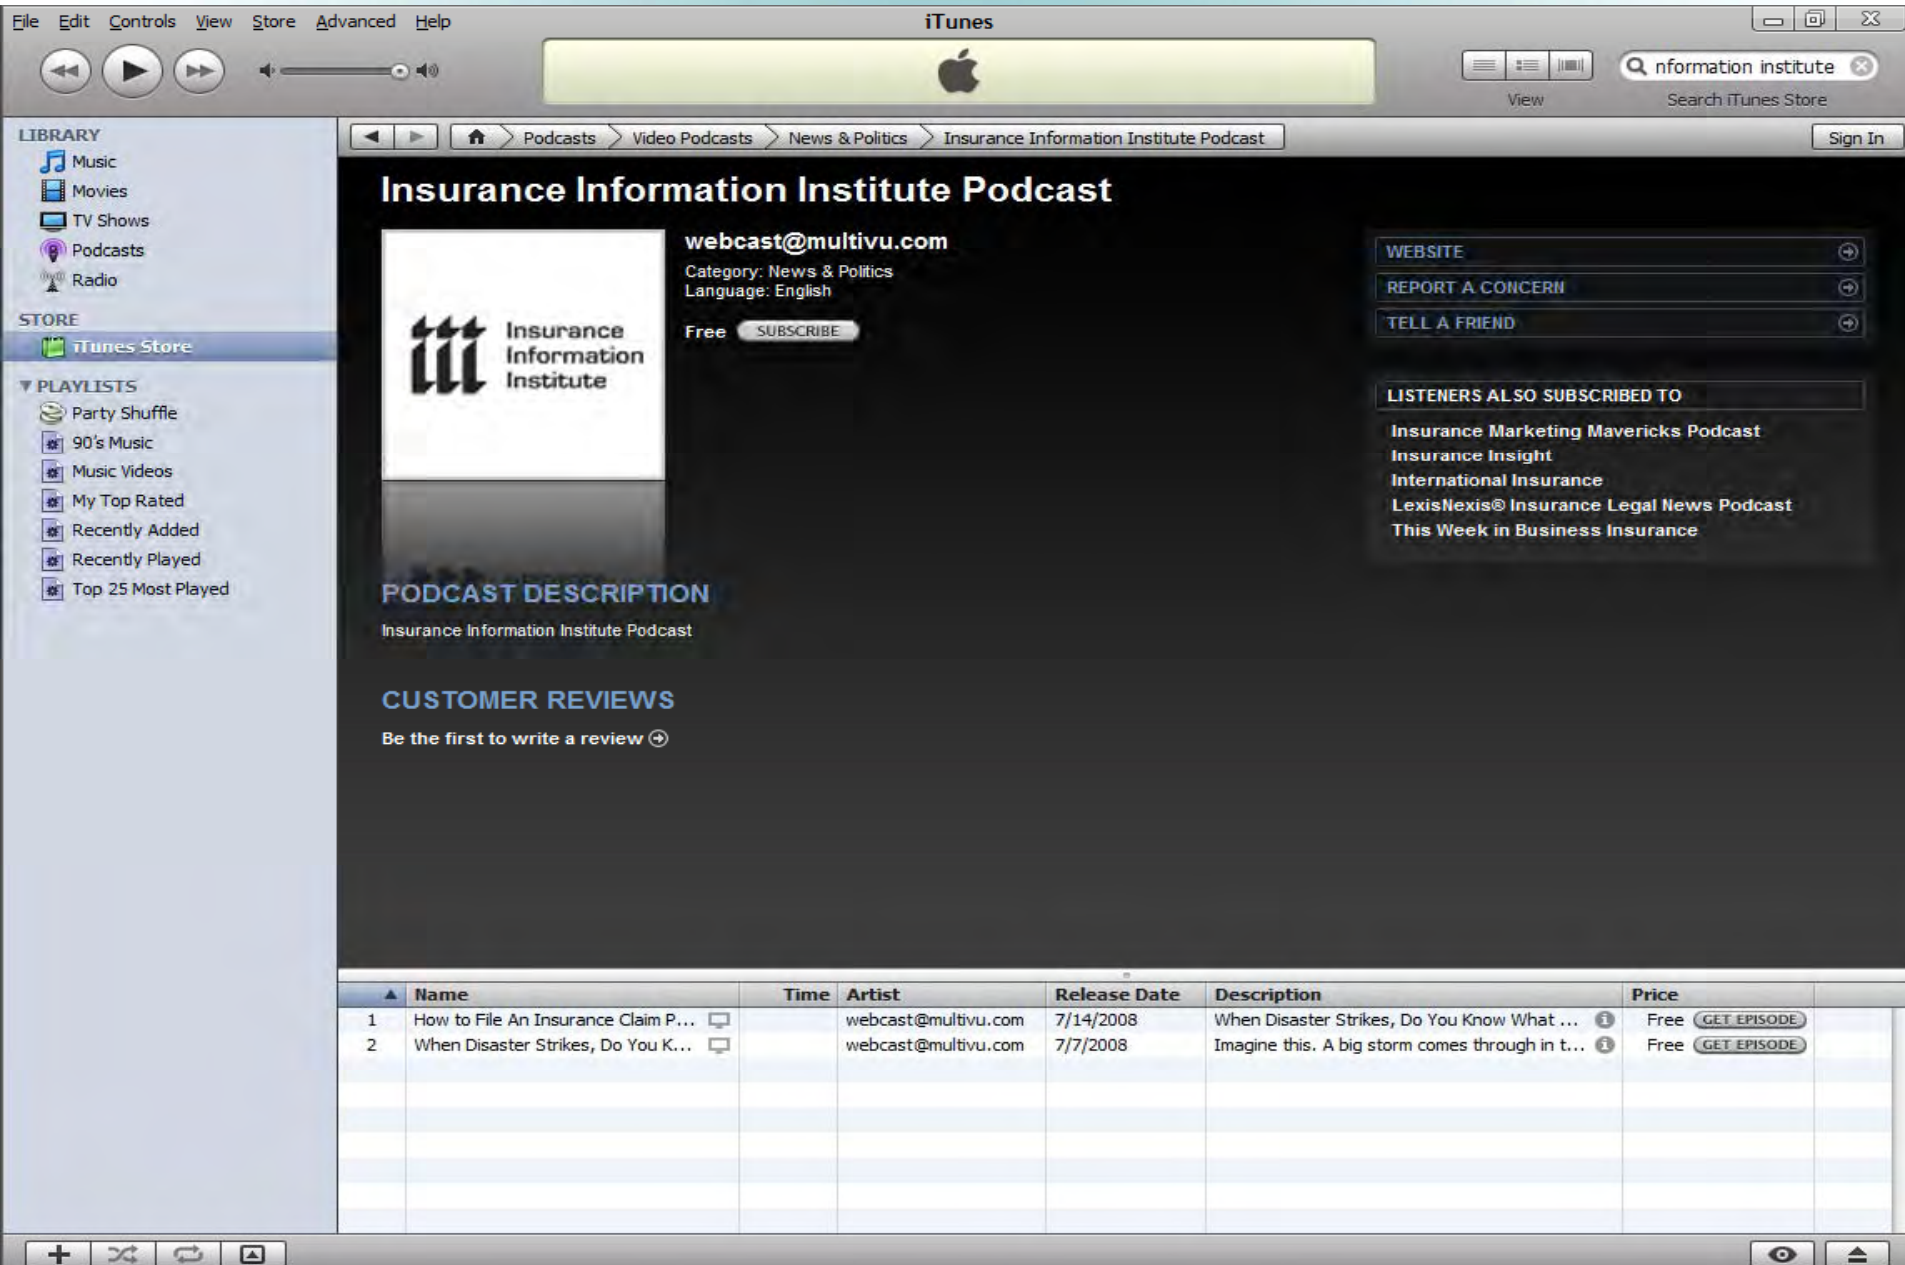 File Edit Controls View Store Advanced Help
iTunes
nformation institute
View
Search iTunes Store
LIBRARY
Music
Movies
TV Shows
Podcasts
Radio
STORE
iTunes Store
PLAYLISTS
Party Shuffle
90's Music
Music Videos
My Top Rated
Recently Added
Recently Played
Top 25 Most Played
Podcasts Video Podcasts News & Politics Insurance Information Institute Podcast
Sign In
Insurance Information Institute Podcast
Insurance
Information
Institute
webcast@multivu.com
Category: News & Politics
Language: English
Free SUBSCRIBE
WEBSITE
REPORT A CONCERN
TELL A FRIEND
LISTENERS ALSO SUBSCRIBED TO
Insurance Marketing Mavericks Podcast
Insurance Insight
International Insurance
LexisNexis® Insurance Legal News Podcast
This Week in Business Insurance
PODCAST DESCRIPTION
Insurance Information Institute Podcast
CUSTOMER REVIEWS
Be the first to write a review
Name Time Artist Release Date Description Price
1 How to File An Insurance Claim P... webcast@multivu.com 7/14/2008 When Disaster Strikes, Do You Know What ... Free GET EPISODE
2 When Disaster Strikes, Do You K... webcast@multivu.com 7/7/2008 Imagine this. A big storm comes through in t... Free GET EPISODE